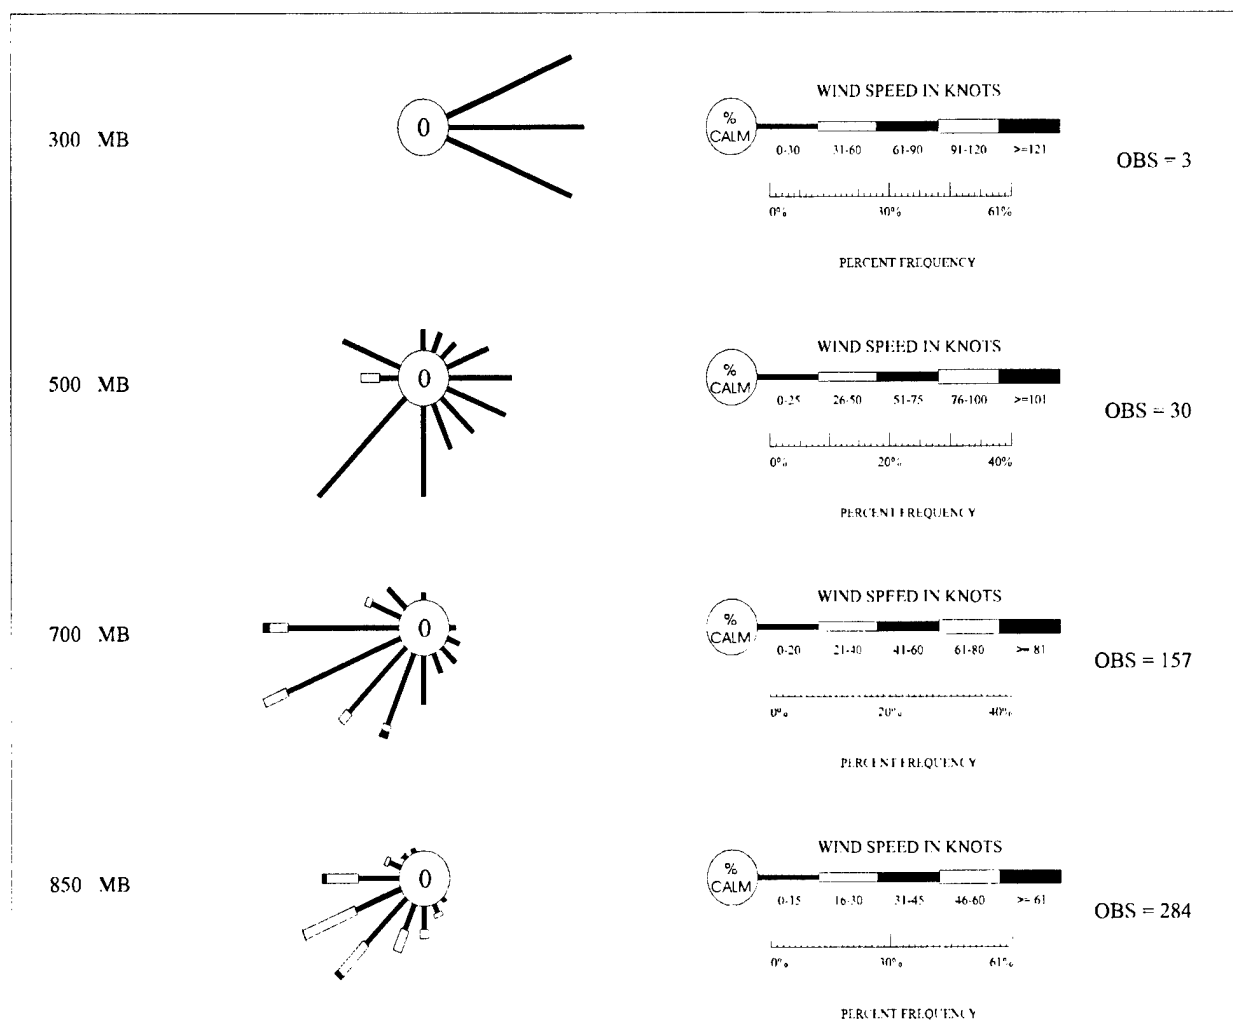 300 MB
0
WIND SPEED IN KNOTS
%
CALM
0-30 31-60 61-90 91-120 >=121
OBS = 3
0% 30% 61%
PERCENT FREQUENCY
500 MB
0
WIND SPEED IN KNOTS
%
CALM
0-25 26-50 51-75 76-100 >=101
OBS = 30
0% 20% 40%
PERCENT FREQUENCY
700 MB
0
WIND SPEED IN KNOTS
%
CALM
0-20 21-40 41-60 61-80 >= 81
OBS = 157
0% 20% 40%
PERCENT FREQUENCY
850 MB
0
WIND SPEED IN KNOTS
%
CALM
0-15 16-30 31-45 46-60 >= 61
OBS = 284
0% 30% 61%
PERCENT FREQUENCY